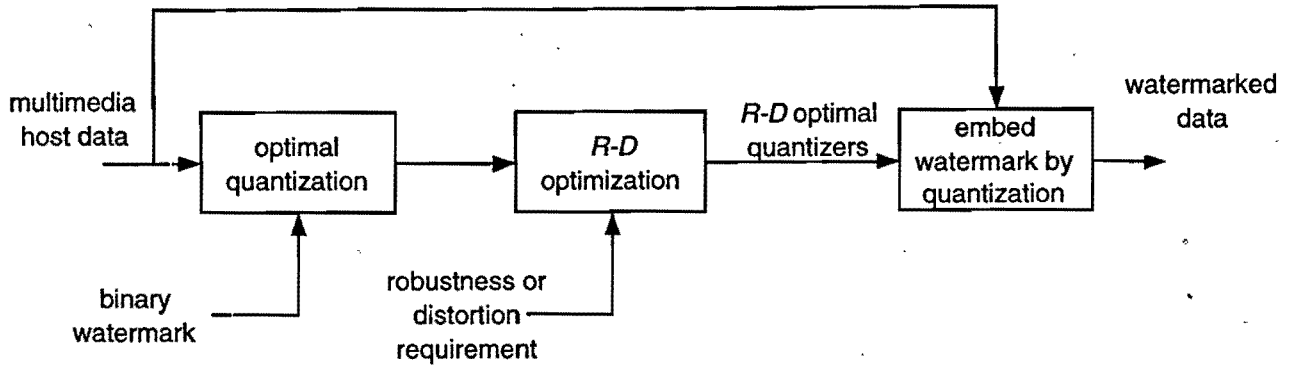 multimedia
host data
optimal
quantization
binary
watermark
R-D
optimization
robustness or
distortion
requirement
R-D optimal
quantizers
embed
watermark by
quantization
watermarked
data